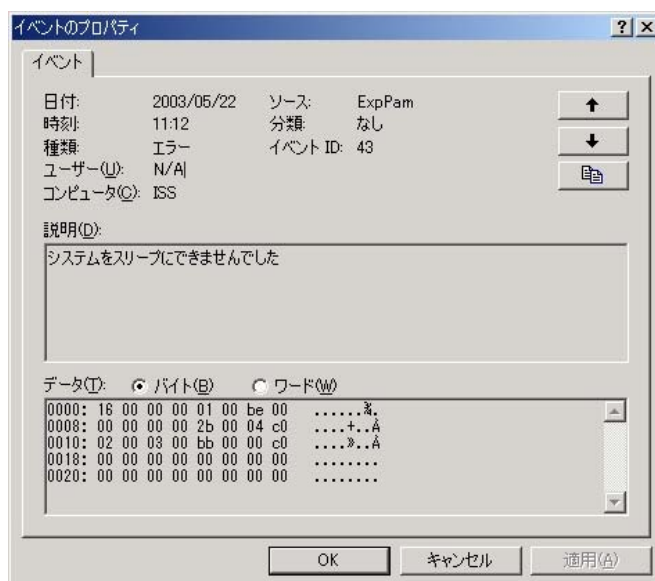 イベントのプロパティ
イベント
日付: 2003/05/22 ソース: ExpPam
時刻: 11:12 分類: なし
種類: エラー イベント ID: 43
ユーザー(U): N/A
コンピュータ(C): ISS
説明(D):
システムをスリープにできませんでした
データ(T): バイト(B) ワード(W)
0000: 16 00 00 00 01 00 be 00 ......¾.
0008: 00 00 00 00 2b 00 04 c0 ....+..À
0010: 02 00 03 00 bb 00 00 c0 ....»..À
0018: 00 00 00 00 00 00 00 00 ........
0020: 00 00 00 00 00 00 00 00 ........
OK キャンセル 適用(A)